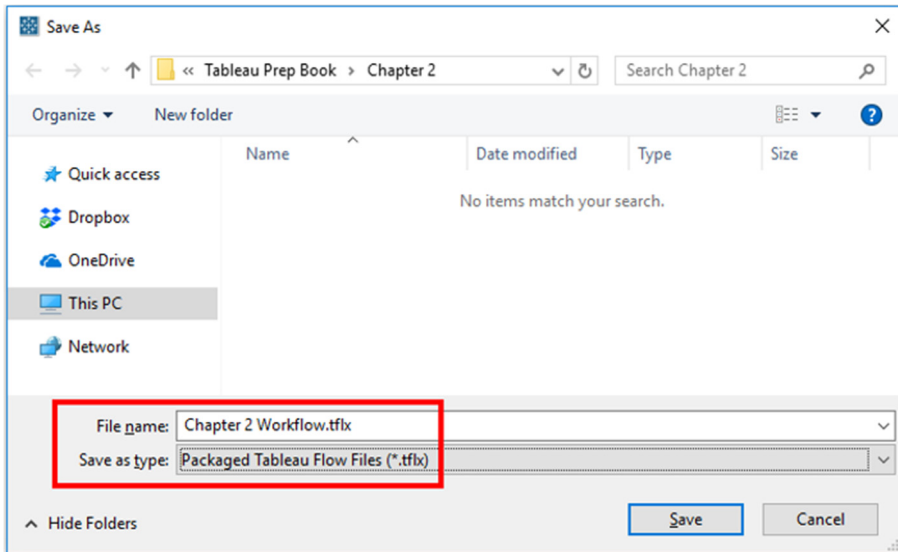 Save As
« Tableau Prep Book > Chapter 2
Search Chapter 2
Organize
New folder
Name
Date modified
Type
Size
Quick access
No items match your search.
Dropbox
OneDrive
This PC
Network
File name: Chapter 2 Workflow.tflx
Save as type: Packaged Tableau Flow Files (*.tflx)
Hide Folders
Save
Cancel